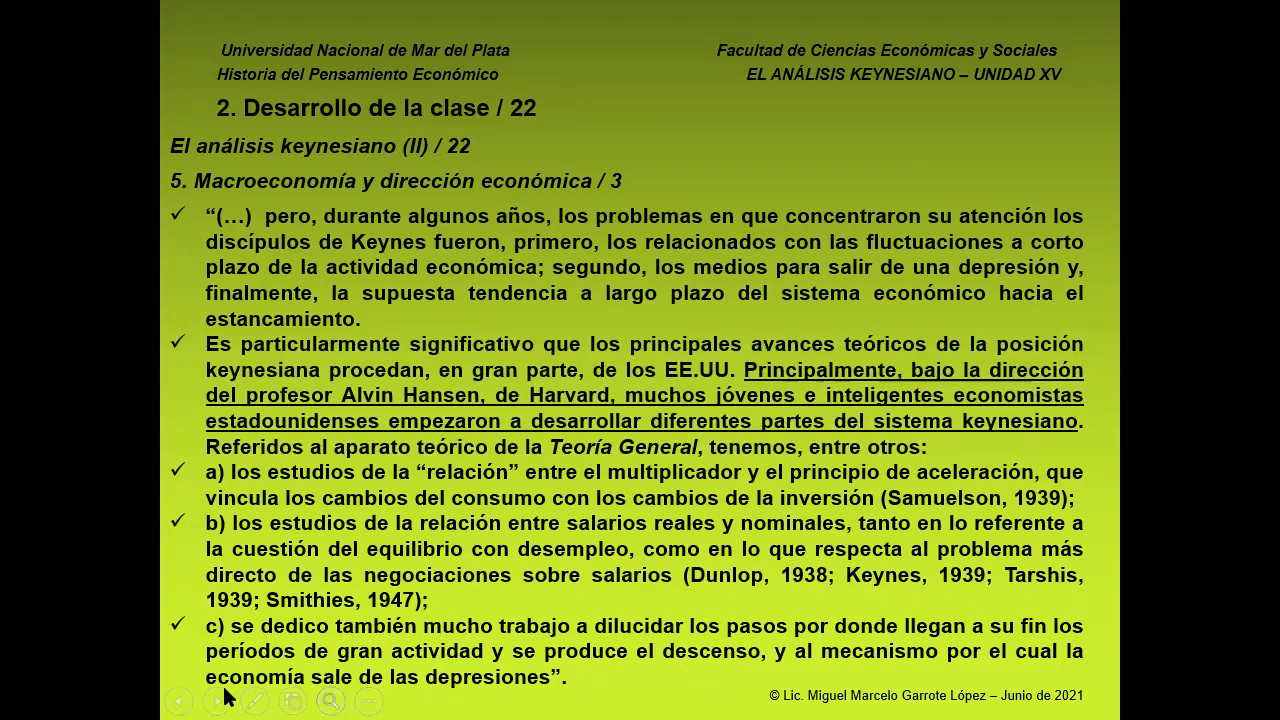 Universidad Nacional de Mar del Plata
Facultad de Ciencias Económicas y Sociales
Historia del Pensamiento Económico
EL ANÁLISIS KEYNESIANO – UNIDAD XV
2. Desarrollo de la clase / 22
El análisis keynesiano (II) / 22
5. Macroeconomía y dirección económica / 3
“(…) pero, durante algunos años, los problemas en que concentraron su atención los
discípulos de Keynes fueron, primero, los relacionados con las fluctuaciones a corto
plazo de la actividad económica; segundo, los medios para salir de una depresión y,
finalmente, la supuesta tendencia a largo plazo del sistema económico hacia el
estancamiento.
Es particularmente significativo que los principales avances teóricos de la posición
keynesiana procedan, en gran parte, de los EE.UU. Principalmente, bajo la dirección
del profesor Alvin Hansen, de Harvard, muchos jóvenes e inteligentes economistas
estadounidenses empezaron a desarrollar diferentes partes del sistema keynesiano.
Referidos al aparato teórico de la Teoría General, tenemos, entre otros:
a) los estudios de la “relación” entre el multiplicador y el principio de aceleración, que
vincula los cambios del consumo con los cambios de la inversión (Samuelson, 1939);
b) los estudios de la relación entre salarios reales y nominales, tanto en lo referente a
la cuestión del equilibrio con desempleo, como en lo que respecta al problema más
directo de las negociaciones sobre salarios (Dunlop, 1938; Keynes, 1939; Tarshis,
1939; Smithies, 1947);
c) se dedico también mucho trabajo a dilucidar los pasos por donde llegan a su fin los
períodos de gran actividad y se produce el descenso, y al mecanismo por el cual la
economía sale de las depresiones”.
© Lic. Miguel Marcelo Garrote López – Junio de 2021